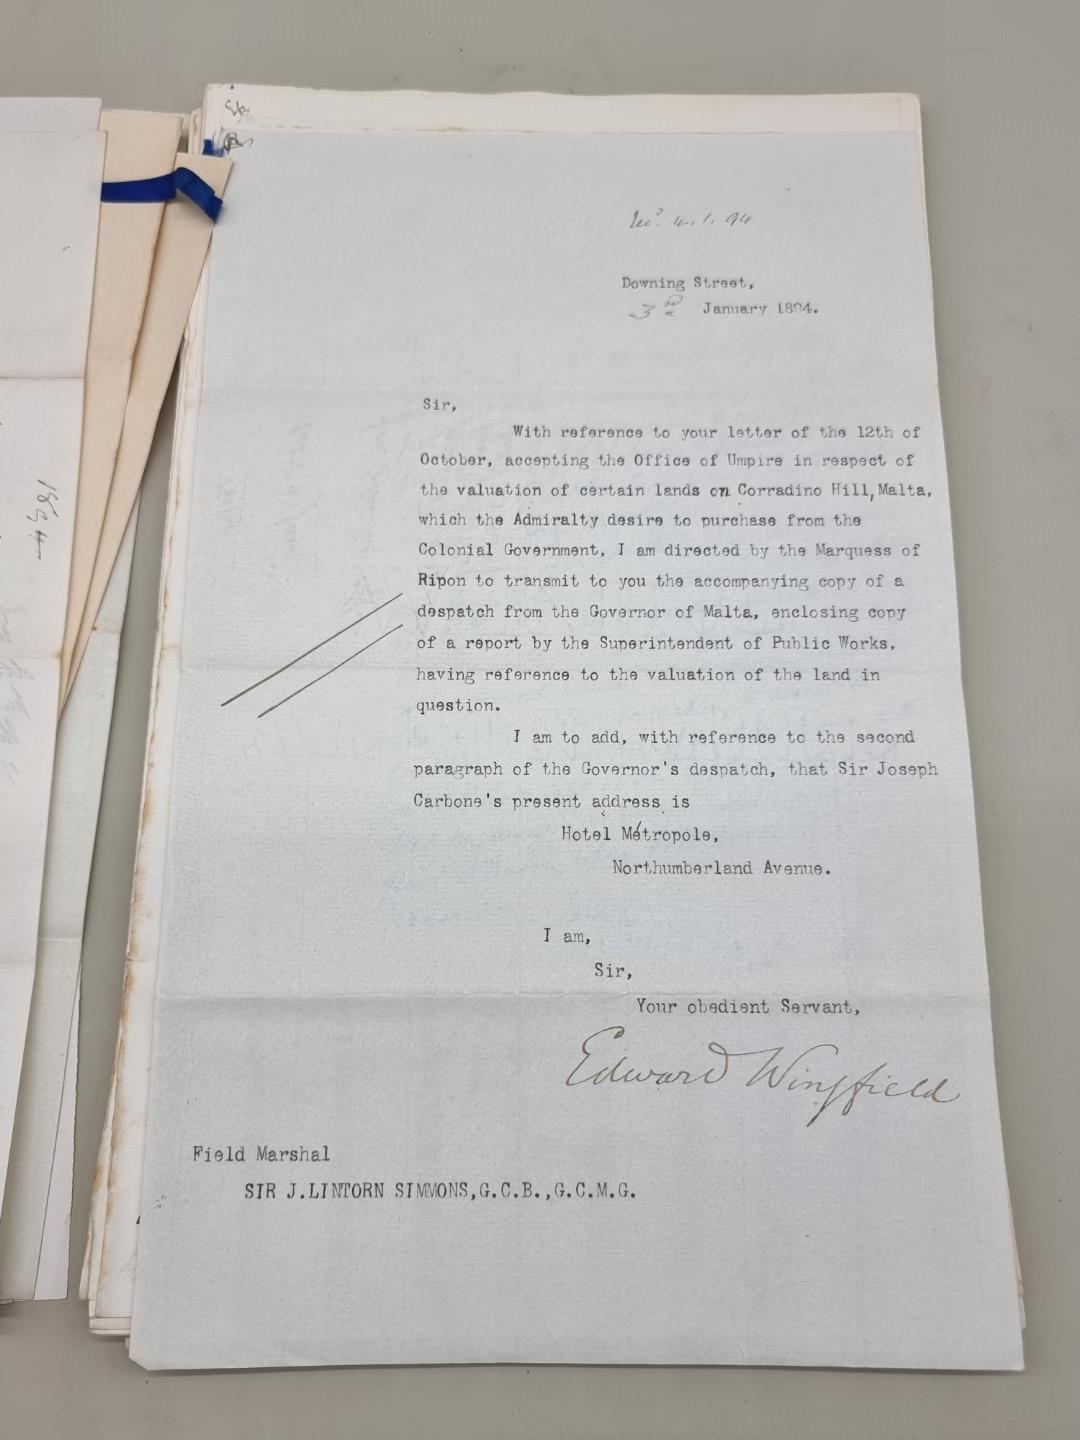 4.1.94
Downing Street,
3rd January 1894.
Sir,
With reference to your letter of the 12th of
October, accepting the Office of Umpire in respect of
the valuation of certain lands on Corradino Hill, Malta,
which the Admiralty desire to purchase from the
Colonial Government, I am directed by the Marquess of
Ripon to transmit to you the accompanying copy of a
despatch from the Governor of Malta, enclosing copy
of a report by the Superintendent of Public Works,
having reference to the valuation of the land in
question.
I am to add, with reference to the second
paragraph of the Governor's despatch, that Sir Joseph
Carbone's present address is
Hotel Métropole,
Northumberland Avenue.
I am,
Sir,
Your obedient Servant,
Edward Wingfield
Field Marshal
SIR J.LINTORN SIMMONS,G.C.B.,G.C.M.G.
1894